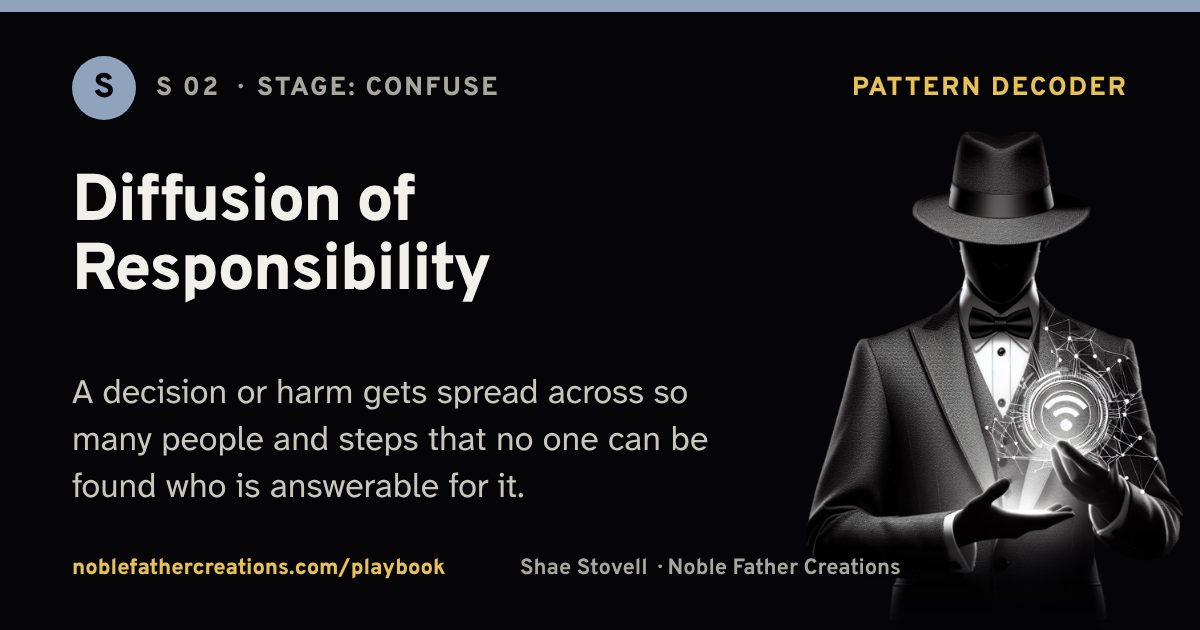 S
S 02 · STAGE: CONFUSE
PATTERN DECODER
Diffusion of
Responsibility
A decision or harm gets spread across so
many people and steps that no one can be
found who is answerable for it.
noblefathercreations.com/playbook
Shae Stovell · Noble Father Creations